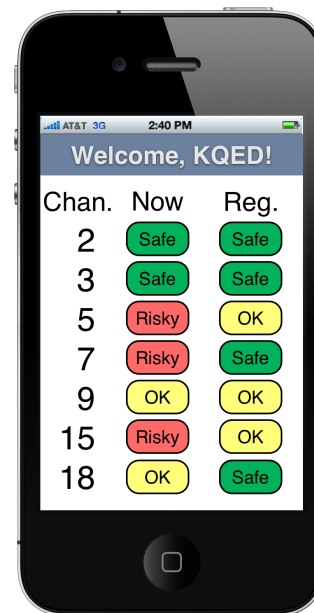 AT&T 3G 2:40 PM
Welcome, KQED!
Chan. Now Reg.
2 Safe Safe
3 Safe Safe
5 Risky OK
7 Risky Safe
9 OK OK
15 Risky OK
18 OK Safe